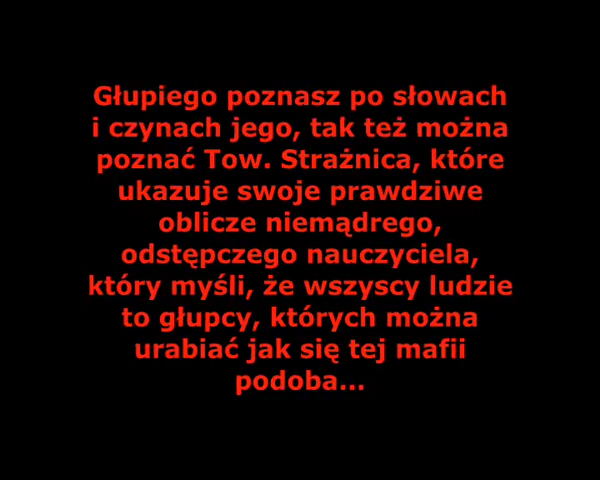 Głupiego poznasz po słowach
i czynach jego, tak też można
poznać Tow. Strażnica, które
ukazuje swoje prawdziwe
oblicze niemądrego,
odstępczego nauczyciela,
który myśli, że wszyscy ludzie
to głupcy, których można
urabiać jak się tej mafii
podoba...